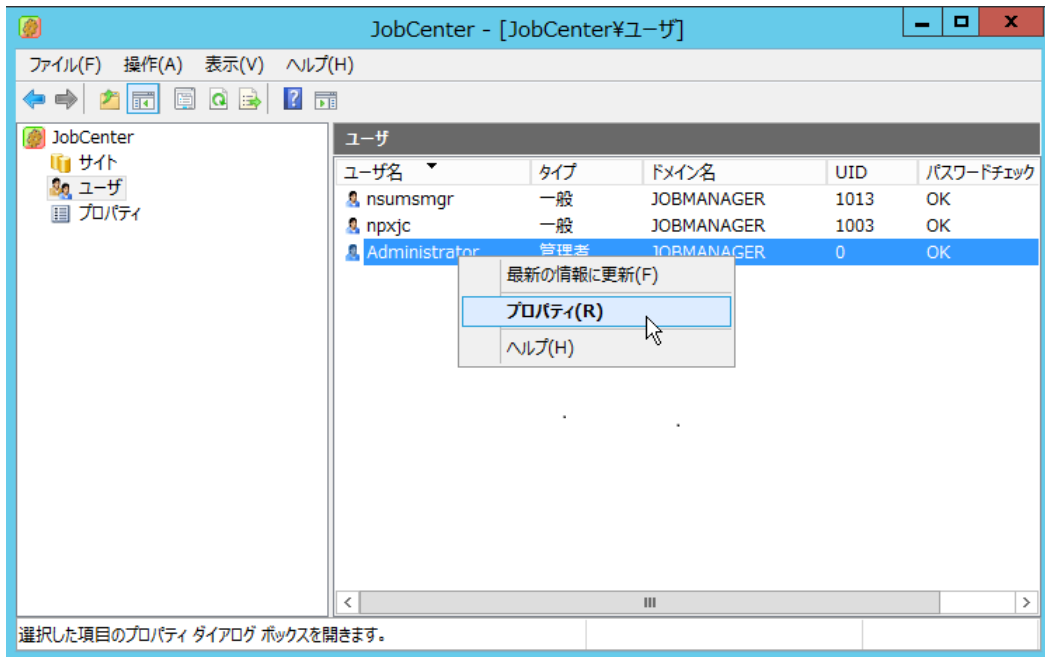 JobCenter - [JobCenter¥ユーザ]
ファイル(F) 操作(A) 表示(V) ヘルプ(H)
JobCenter
サイト
ユーザ
プロパティ
ユーザ
ユーザ名 タイプ ドメイン名 UID パスワードチェック
nsumsmgr 一般 JOBMANAGER 1013 OK
npxjc 一般 JOBMANAGER 1003 OK
Administrator 管理者 JOBMANAGER 0 OK
最新の情報に更新(F)
プロパティ(R)
ヘルプ(H)
選択した項目のプロパティ ダイアログ ボックスを開きます。